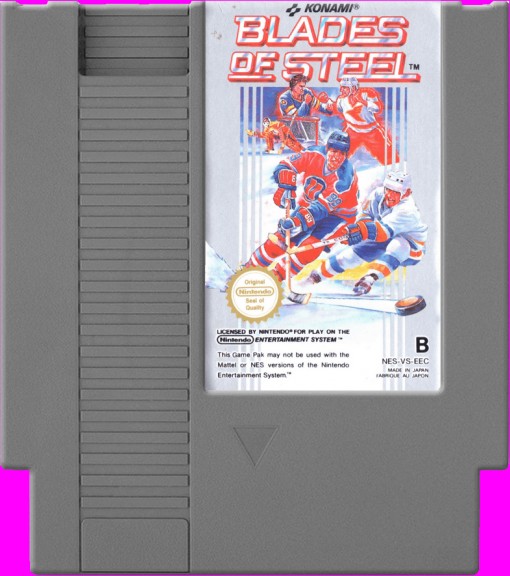 KONAMI®
BLADES
OF STEEL™
Original
Nintendo
Seal of
Quality
LICENSED BY NINTENDO® FOR PLAY ON THE
Nintendo ENTERTAINMENT SYSTEM™
This Game Pak may not be used with the
Mattel or NES versions of the Nintendo
Entertainment System.™
B
NES-VS-EEC
MADE IN JAPAN
FABRIQUE AU JAPON